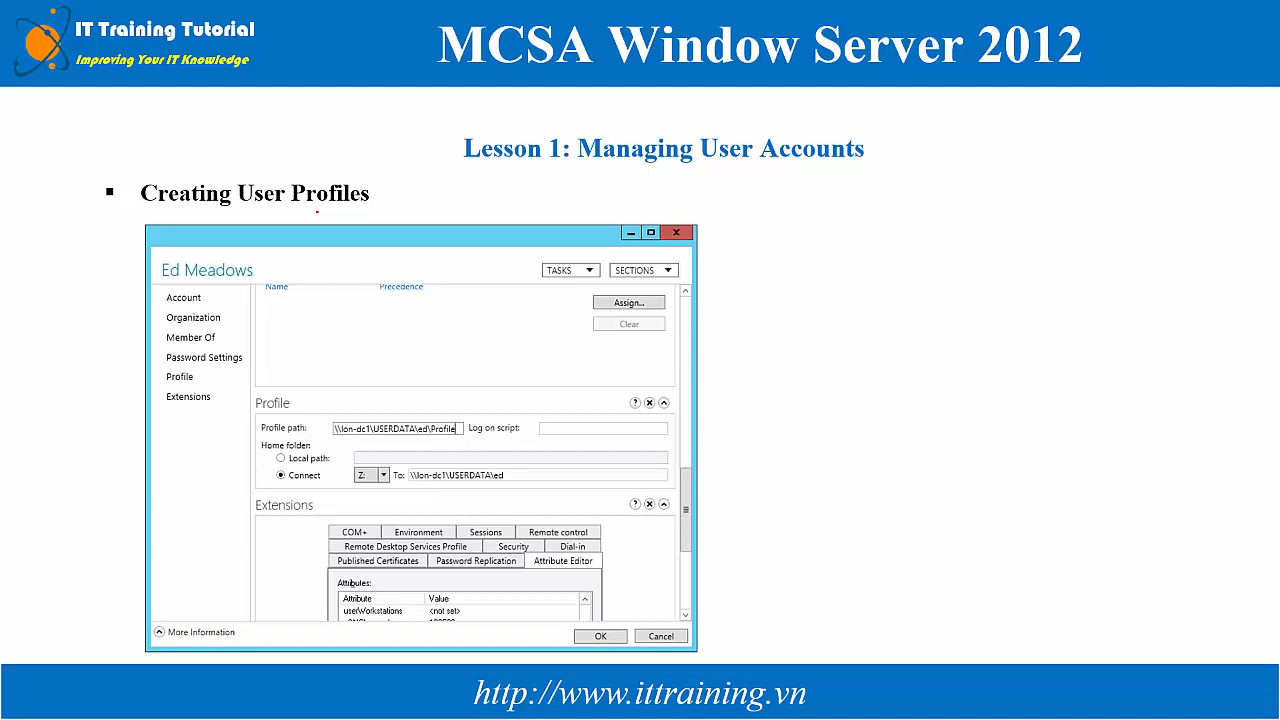 IT Training Tutorial
Improving Your IT Knowledge
MCSA Window Server 2012
Lesson 1: Managing User Accounts
Creating User Profiles
Ed Meadows
TASKS
SECTIONS
Account
Organization
Member Of
Password Settings
Profile
Extensions
Name Precedence
Assign...
Clear
Profile
Profile path: \\lon-dc1\USERDATA\ed\Profile Log on script:
Home folder:
Local path:
Connect Z: To: \\lon-dc1\USERDATA\ed
Extensions
COM+ Environment Sessions Remote control
Remote Desktop Services Profile Security Dial-in
Published Certificates Password Replication Attribute Editor
Attributes:
Attribute Value
userWorkstations <not set>
More Information
OK Cancel
http://www.ittraining.vn